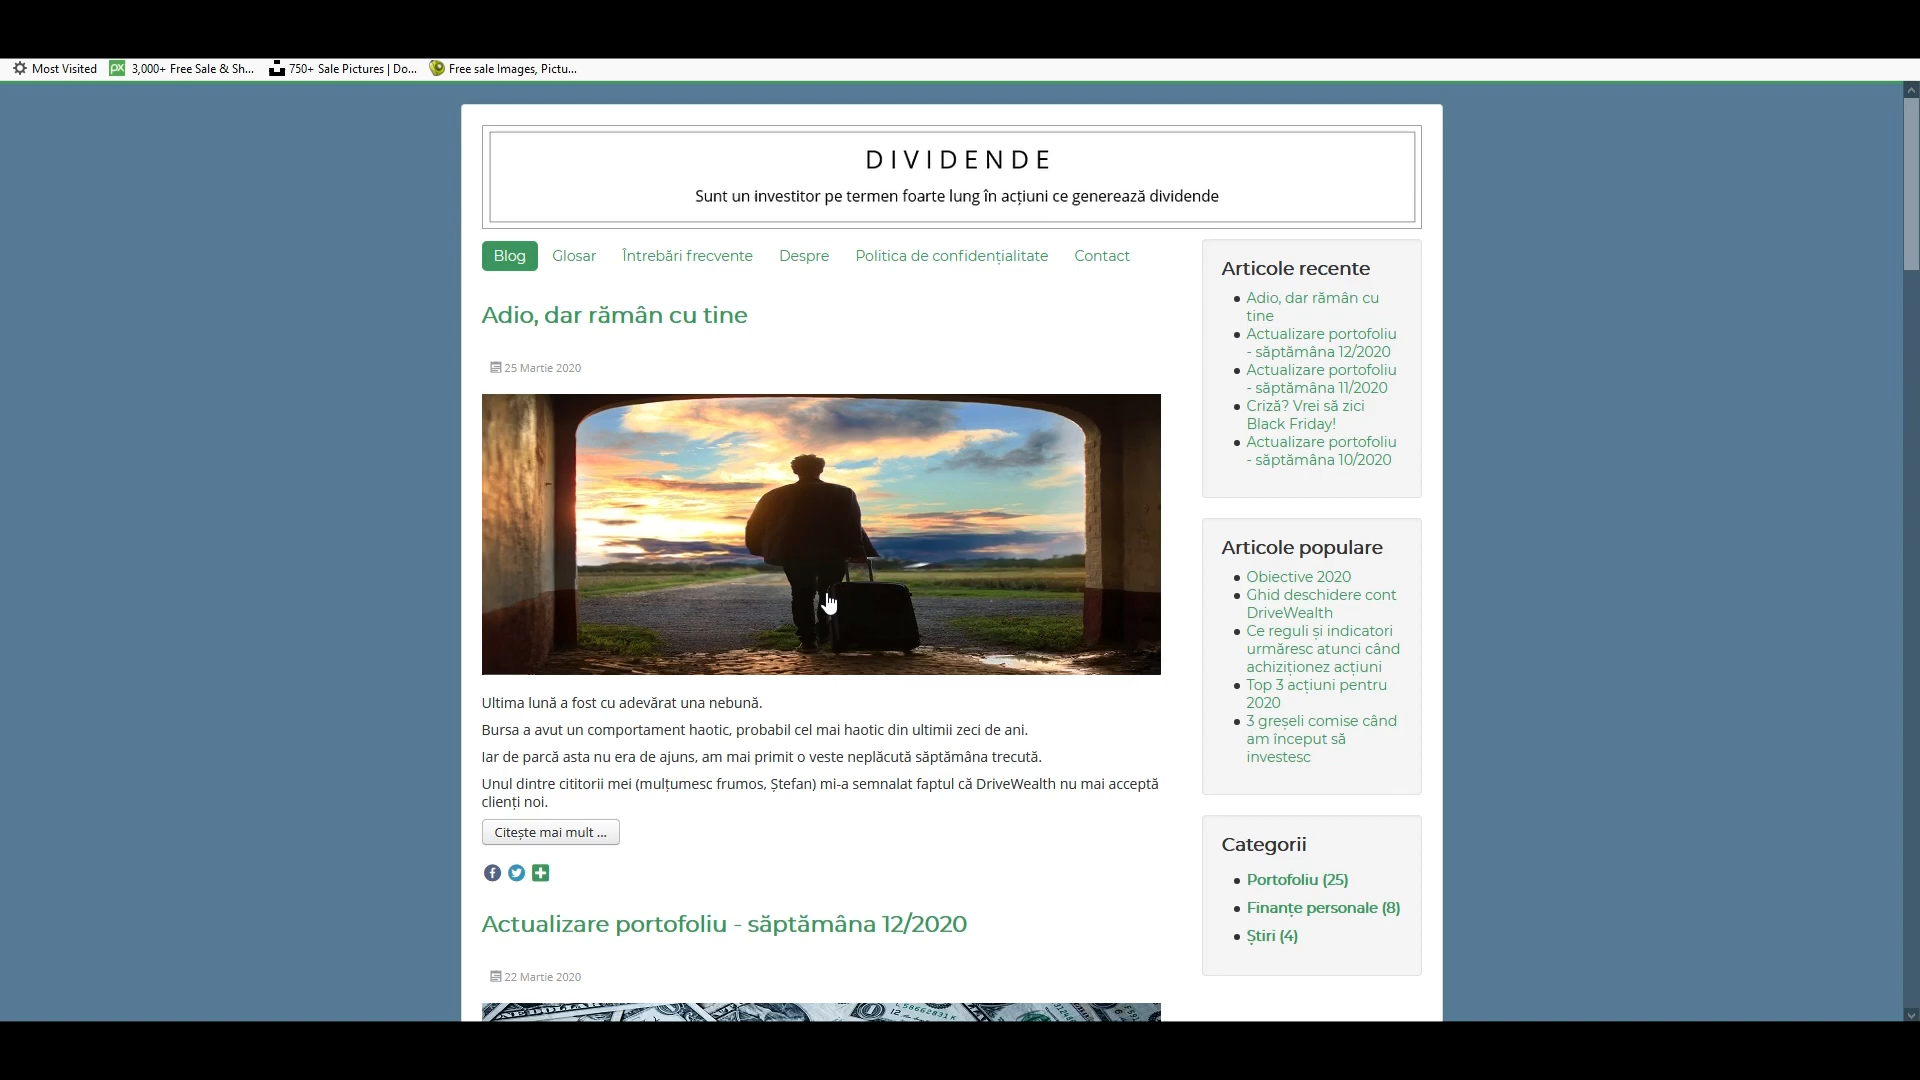 Most Visited 3,000+ Free Sale & Sh... 750+ Sale Pictures | Do... Free sale Images, Pictu...
DIVIDENDE
Sunt un investitor pe termen foarte lung în acțiuni ce generează dividende
Blog Glosar Întrebări frecvente Despre Politica de confidențialitate Contact
Adio, dar rămân cu tine
25 Martie 2020
Ultima lună a fost cu adevărat una nebună.
Bursa a avut un comportament haotic, probabil cel mai haotic din ultimii zeci de ani.
Iar de parcă asta nu era de ajuns, am mai primit o veste neplăcută săptămâna trecută.
Unul dintre cititorii mei (mulțumesc frumos, Ștefan) mi-a semnalat faptul că DriveWealth nu mai acceptă
clienți noi.
Citește mai mult ...
Actualizare portofoliu - săptămâna 12/2020
22 Martie 2020
Articole recente
Adio, dar rămân cu
tine
Actualizare portofoliu
- săptămâna 12/2020
Actualizare portofoliu
- săptămâna 11/2020
Criză? Vrei să zici
Black Friday!
Actualizare portofoliu
- săptămâna 10/2020
Articole populare
Obiective 2020
Ghid deschidere cont
DriveWealth
Ce reguli și indicatori
urmăresc atunci când
achiziționez acțiuni
Top 3 acțiuni pentru
2020
3 greșeli comise când
am început să
investesc
Categorii
Portofoliu (25)
Finanțe personale (8)
Știri (4)